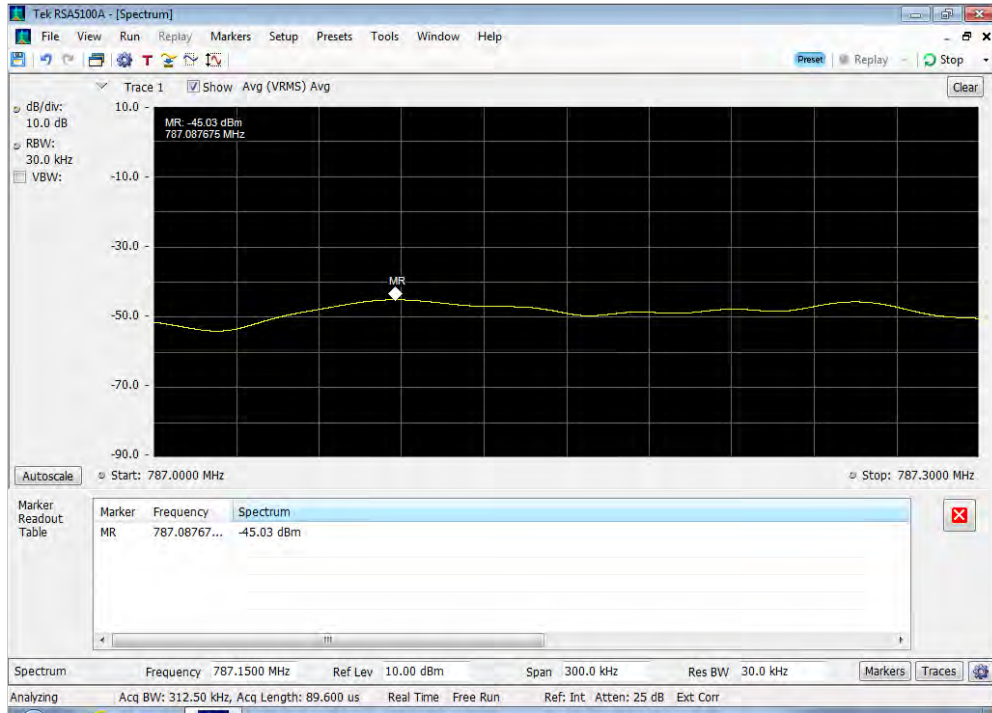 Tek RSA5100A - [Spectrum]
File View Run Replay Markers Setup Presets Tools Window Help
T
Preset Replay Stop
Trace 1 Show Avg (VRMS) Avg
Clear
dB/div:
10.0 dB
RBW:
30.0 kHz
VBW:
10.0
-10.0
-30.0
-50.0
-70.0
-90.0
MR: -45.03 dBm
787.087675 MHz
MR
Autoscale
Start: 787.0000 MHz
Stop: 787.3000 MHz
Marker
Readout
Table
Marker Frequency Spectrum
MR 787.08767... -45.03 dBm
Spectrum Frequency 787.1500 MHz Ref Lev 10.00 dBm Span 300.0 kHz Res BW 30.0 kHz Markers Traces
Analyzing Acq BW: 312.50 kHz, Acq Length: 89.600 us Real Time Free Run Ref: Int Atten: 25 dB Ext Corr